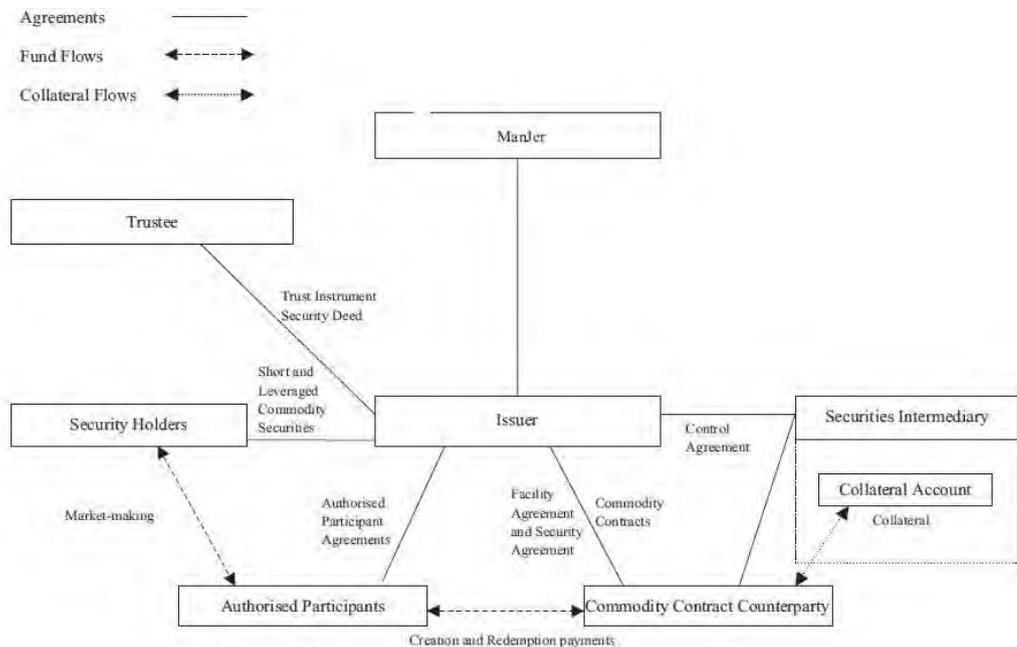 Agreements
Fund Flows
Collateral Flows
ManJer
Trustee
Trust Instrument
Security Deed
Short and
Leveraged
Commodity
Securities
Security Holders
Issuer
Securities Intermediary
Control
Agreement
Collateral Account
Collateral
Market-making
Authorised
Participant
Agreements
Facility
Agreement
and Security
Agreement
Commodity
Contracts
Authorised Participants
Commodity Contract Counterparty
Creation and Redemption payments